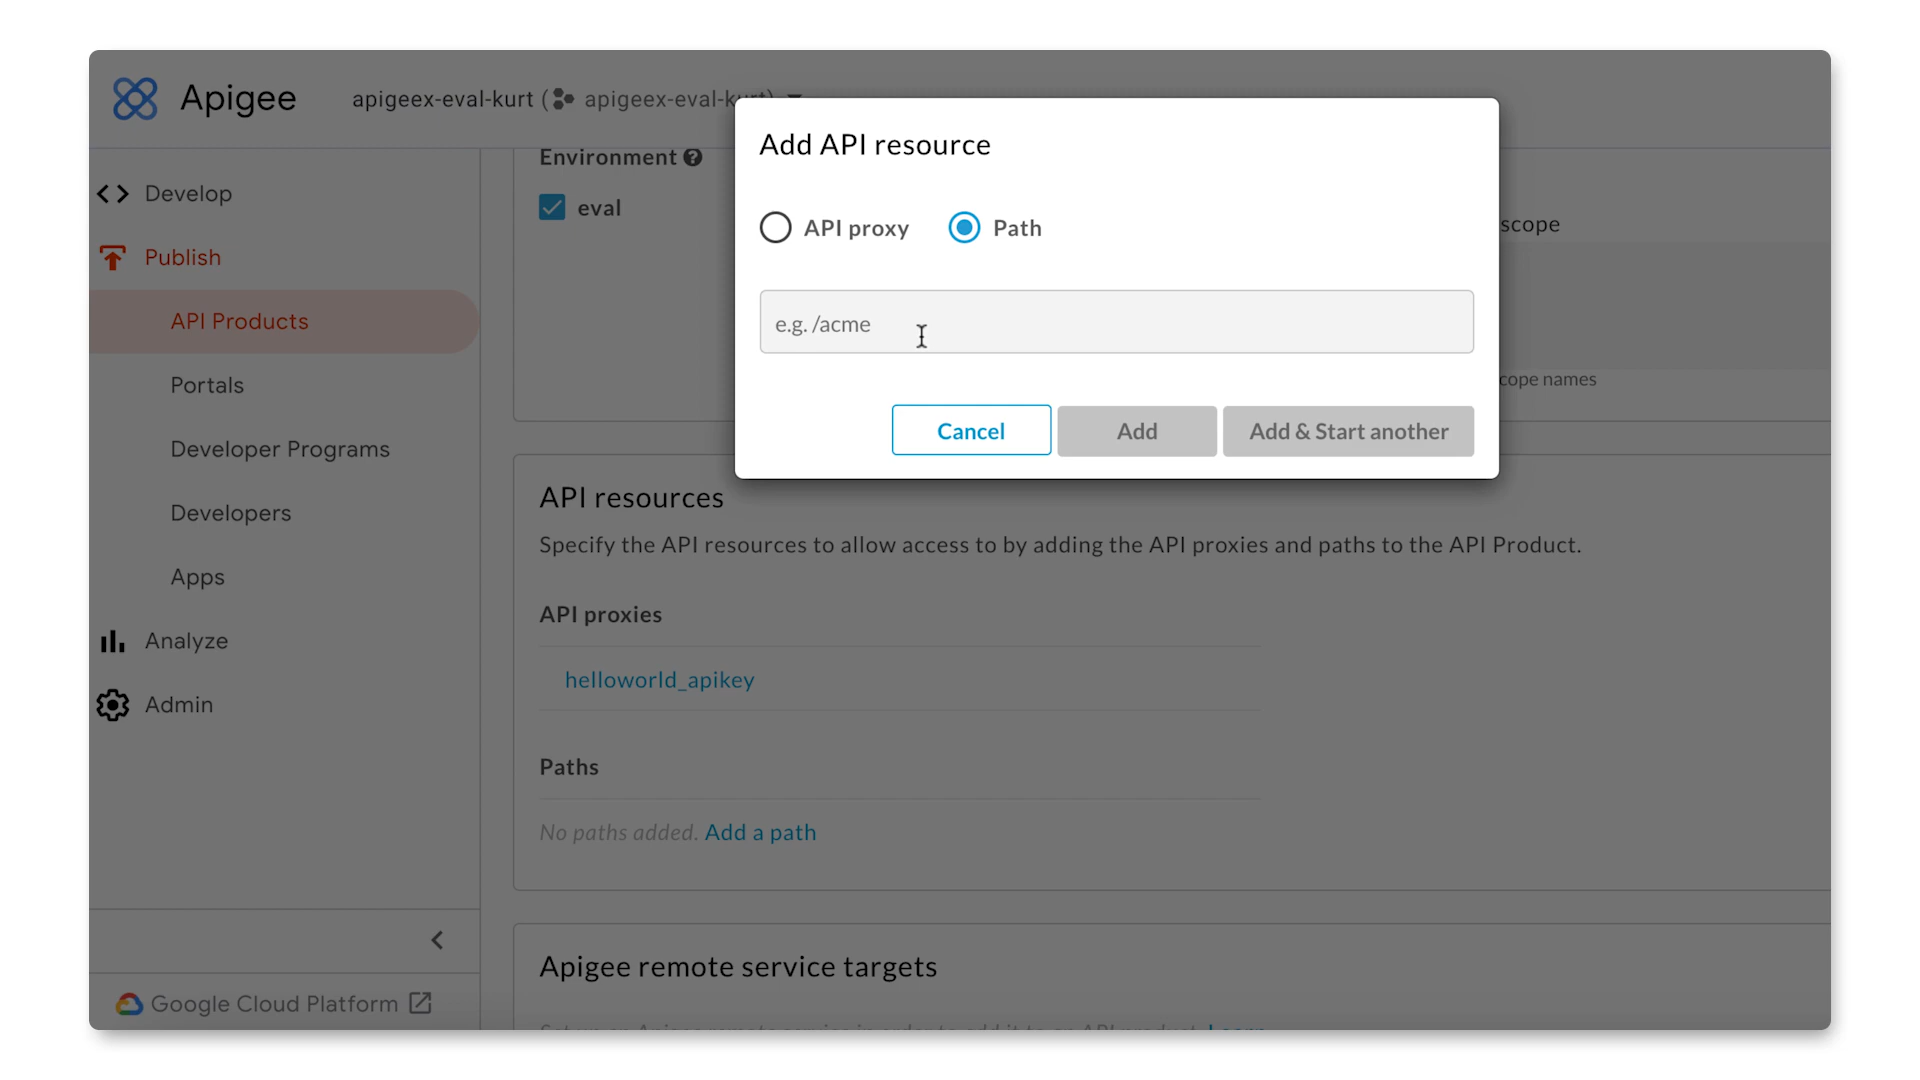 Apigee
apigeex-eval-kurt ( apigeex-eval-kurt)
Develop
Publish
API Products
Portals
Developer Programs
Developers
Apps
Analyze
Admin
Google Cloud Platform
Environment
eval
Add API resource
API proxy Path
e.g. /acme
Cancel Add Add & Start another
scope
cope names
API resources
Specify the API resources to allow access to by adding the API proxies and paths to the API Product.
API proxies
helloworld_apikey
Paths
No paths added. Add a path
Apigee remote service targets